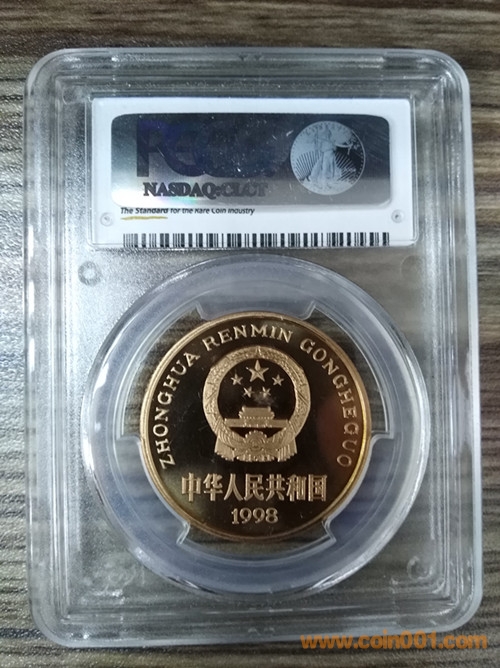 PCGS
NASDAQ:CLCT
The Standard for the Rare Coin Industry
ZHONGHUA RENMIN GONGHEGUO
中华人民共和国
1998
www.coin001.com